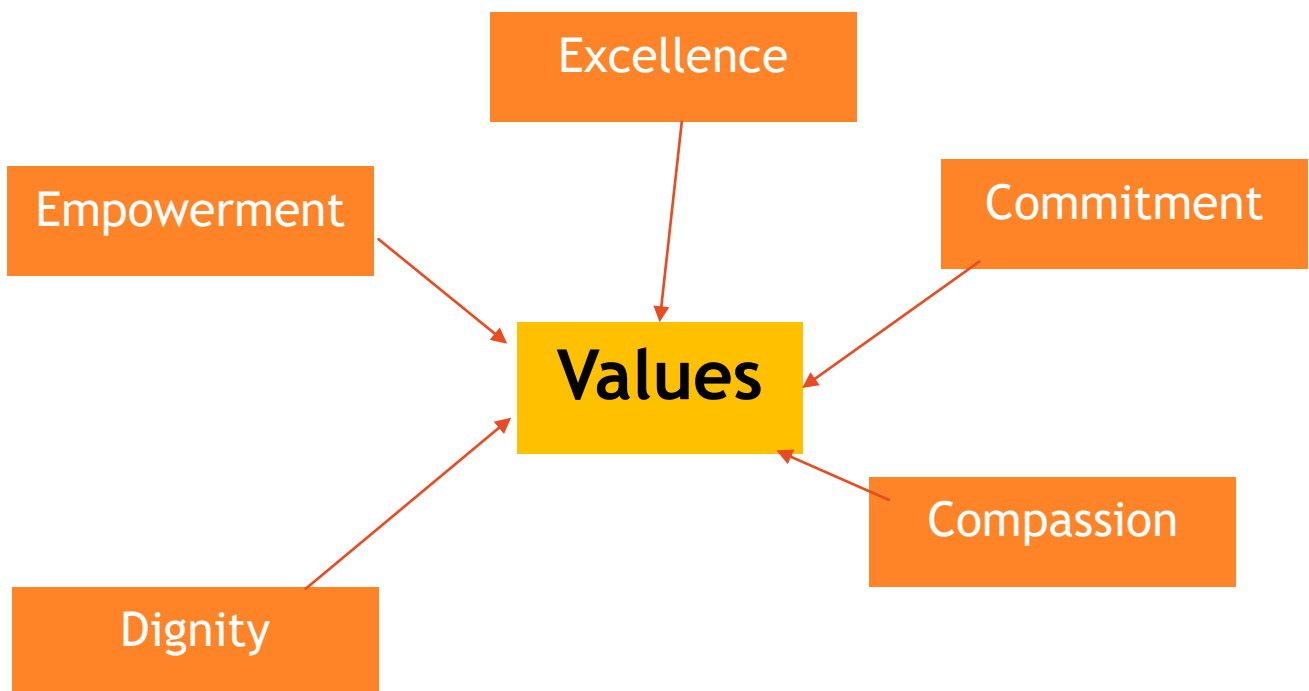 Excellence
Empowerment
Commitment
Values
Compassion
Dignity